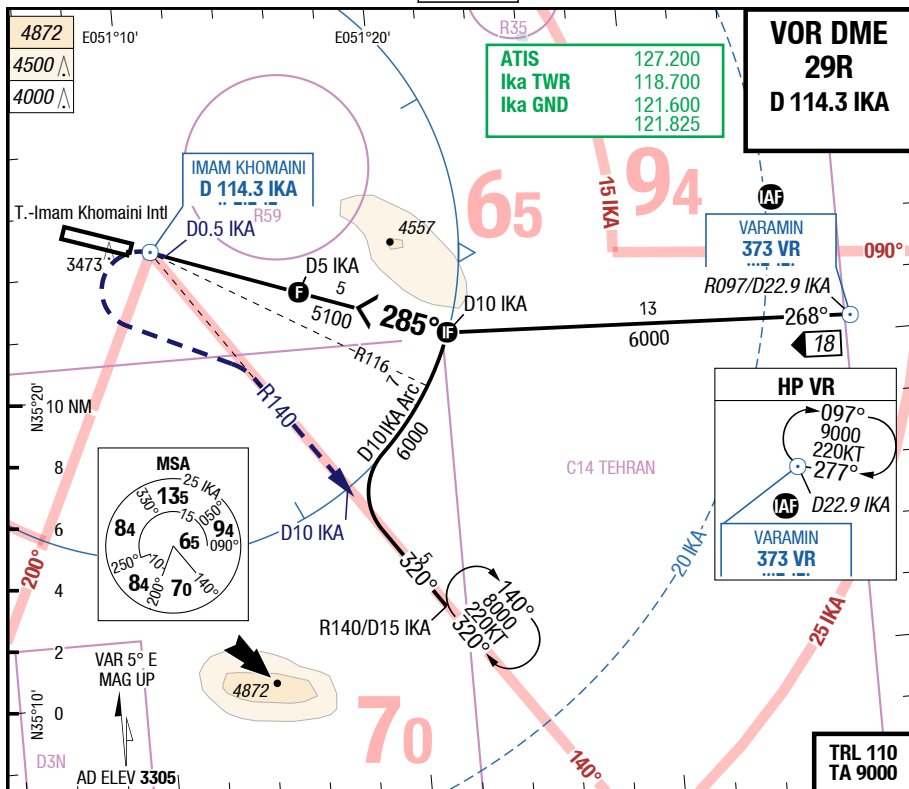 4872
4500
4000
E051°10'
E051°20'
R35
ATIS 127.200
Ika TWR 118.700
Ika GND 121.600
121.825
VOR DME
29R
D 114.3 IKA
IMAM KHOMAINI
D 114.3 IKA
R59
T.-Imam Khomaini Intl
D0.5 IKA
3473
4557
65
94
15 IKA
IAF
VARAMIN
373 VR
090°
R097/D22.9 IKA
D5 IKA
F
5
5100
285°
IF
D10 IKA
13
6000
268°
18
R116
7
D10 IKA Arc
6000
R140
N35°20'
10 NM
8
6
4
2
0
HP VR
097°
9000
220KT
277°
D22.9 IKA
IAF
VARAMIN
373 VR
C14 TEHRAN
MSA
25 IKA
330°
135
050°
15
84
65
94
090°
250°
10
84
200°
70
140°
D10 IKA
200°
5
320°
R140/D15 IKA
140°
8000
220KT
320°
20 IKA
25 IKA
VAR 5° E
MAG UP
4872
70
N35°10'
D3N
AD ELEV 3305
140°
TRL 110
TA 9000